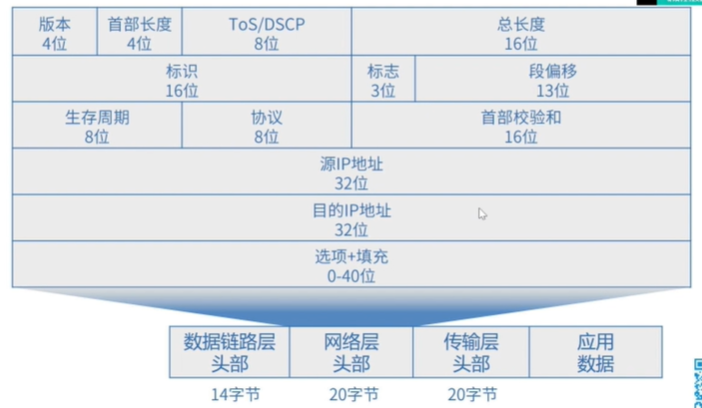 版本 首部长度 ToS/DSCP 总长度
4位 4位 8位 16位
标识 标志 段偏移
16位 3位 13位
生存周期 协议 首部校验和
8位 8位 16位
源IP地址
32位
目的IP地址
32位
选项+填充
0-40位
数据链路层 网络层 传输层 应用
头部 头部 头部 数据
14字节 20字节 20字节